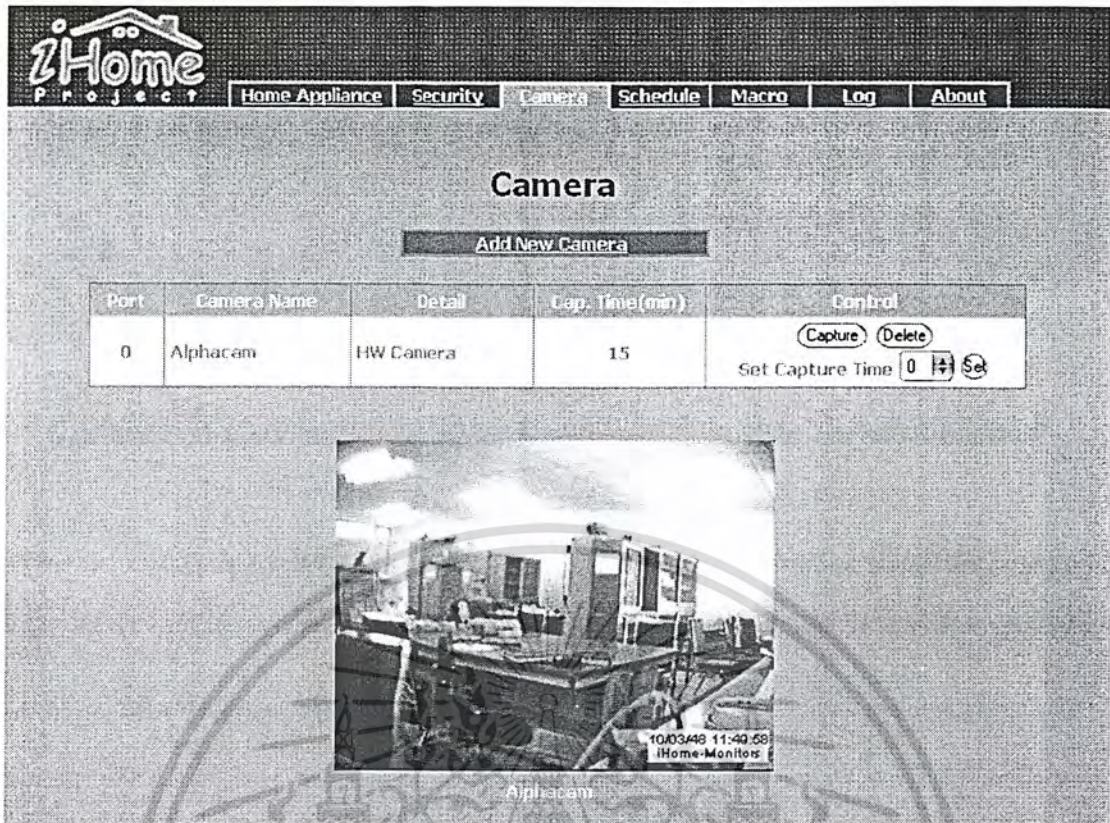 iHome
Project
Home Appliance Security Camera Schedule Macro Log About
Camera
Add New Camera
Port Camera Name Detail Cap. Time(min) Control
0 Alphacam HW Camera 15 Capture Delete
Set Capture Time 0 Set
10/03/48 11:40:58
iHome-Monitors
Alphacam